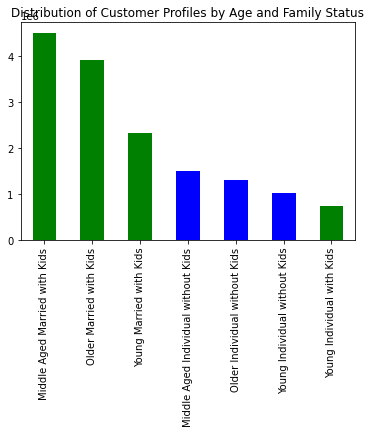 Distribution of Customer Profiles by Age and Family Status
1e6
4
3
2
1
0
Middle Aged Married with Kids
Older Married with Kids
Young Married with Kids
Middle Aged Individual without Kids
Older Individual without Kids
Young Individual without Kids
Young Individual with Kids